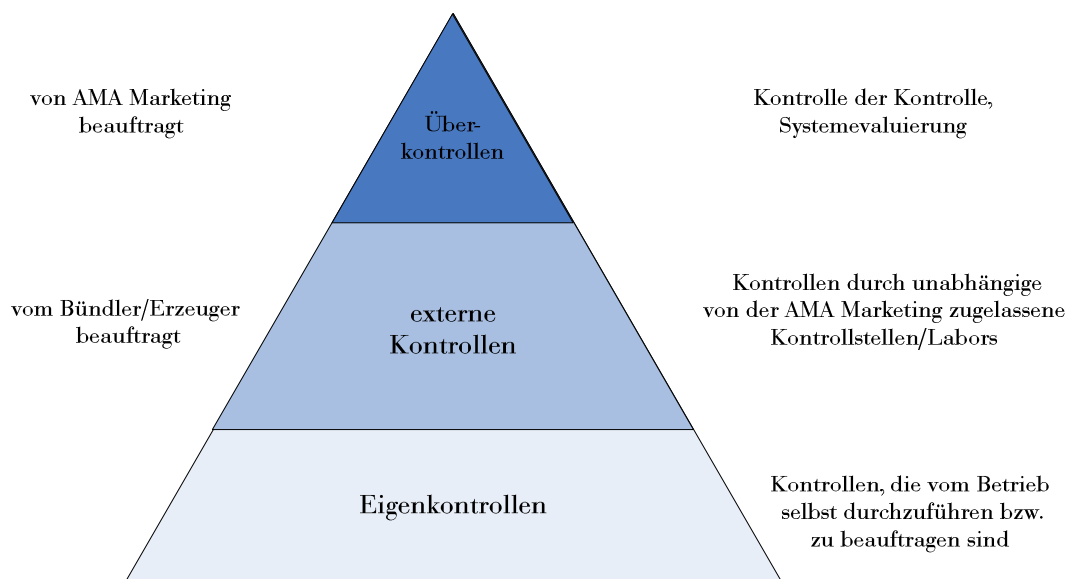 von AMA Marketing
beauftragt
Über-
kontrollen
Kontrolle der Kontrolle,
Systemevaluierung
vom Bündler/Erzeuger
beauftragt
externe
Kontrollen
Kontrollen durch unabhängige
von der AMA Marketing zugelassene
Kontrollstellen/Labors
Eigenkontrollen
Kontrollen, die vom Betrieb
selbst durchzuführen bzw.
zu beauftragen sind